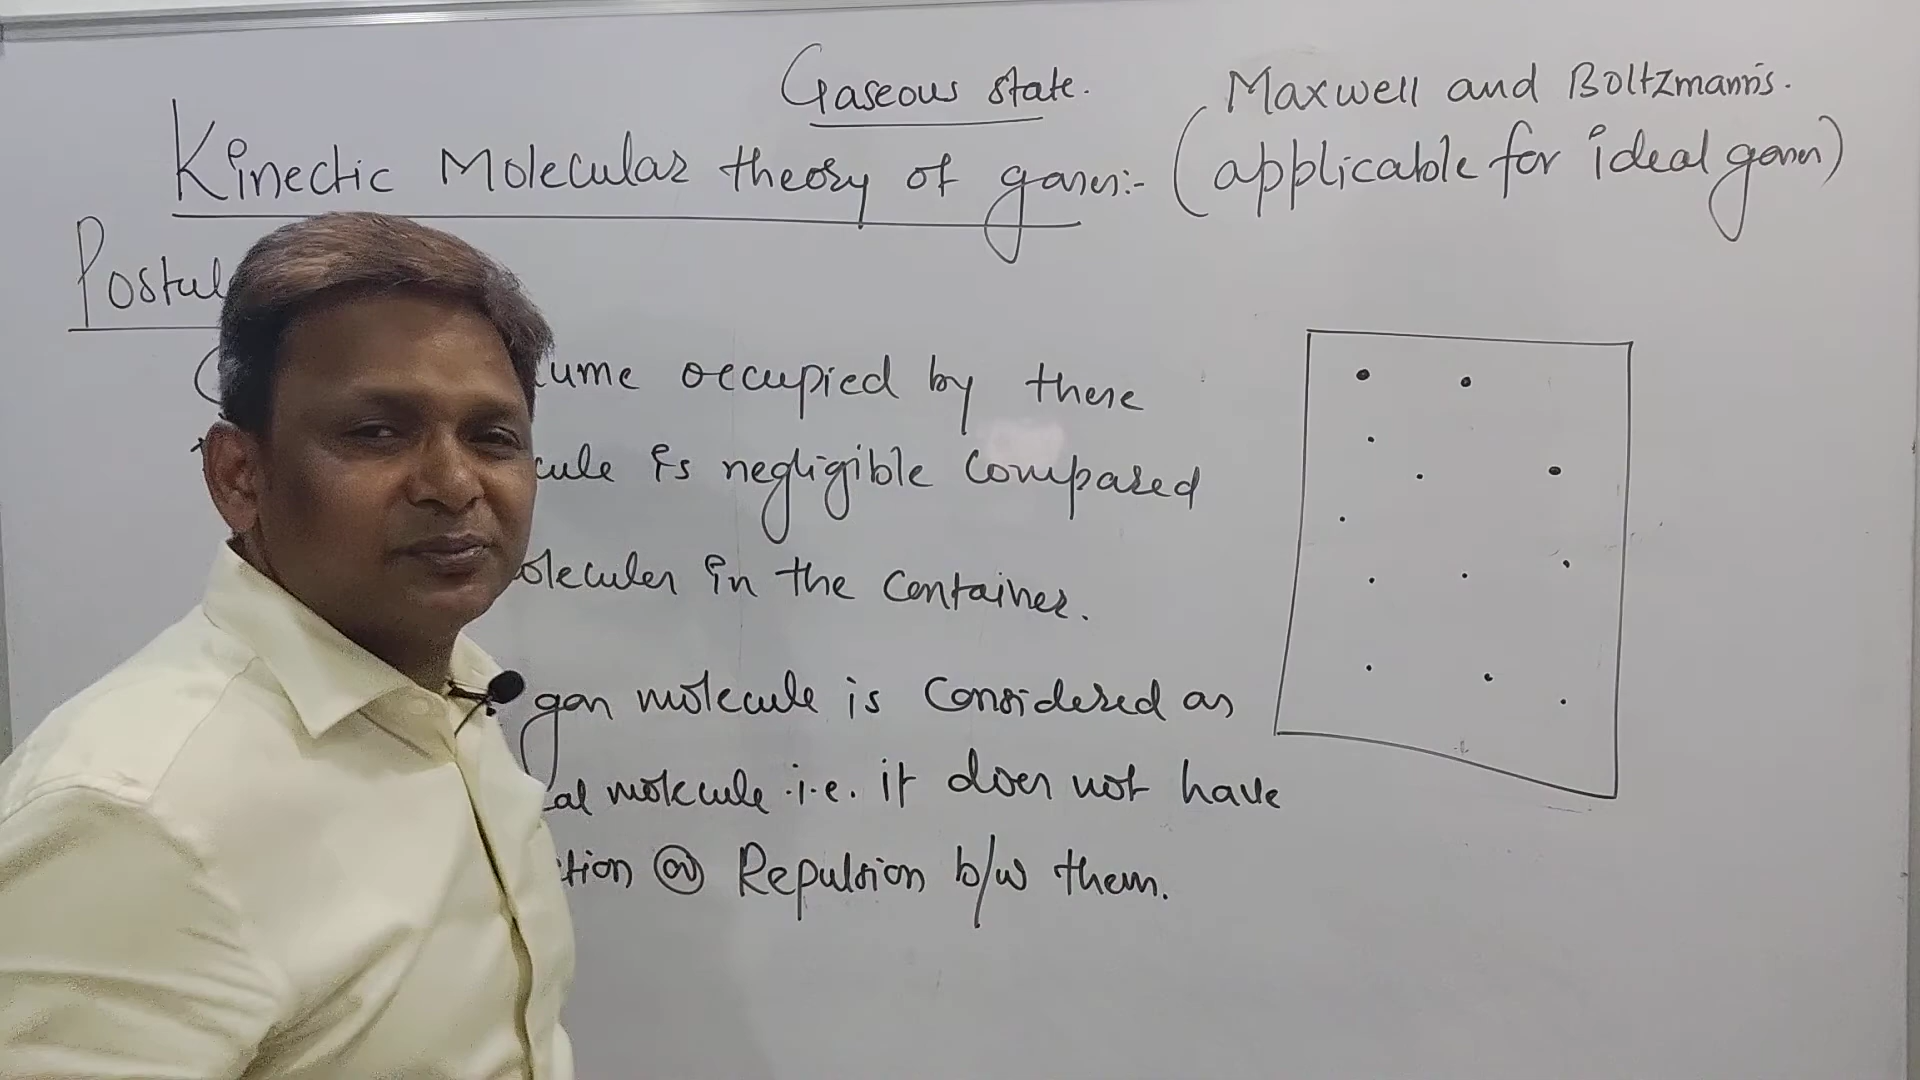 Gaseous state.
Maxwell and Boltzmann's.
Kinectic Molecular theory of gases:- (applicable for ideal gases)
Postul
ume occupied by these
cule is negligible compared
olecules in the container.
gas molecule is considered as
al molecule i.e. it does not have
tion or Repulsion b/w them.